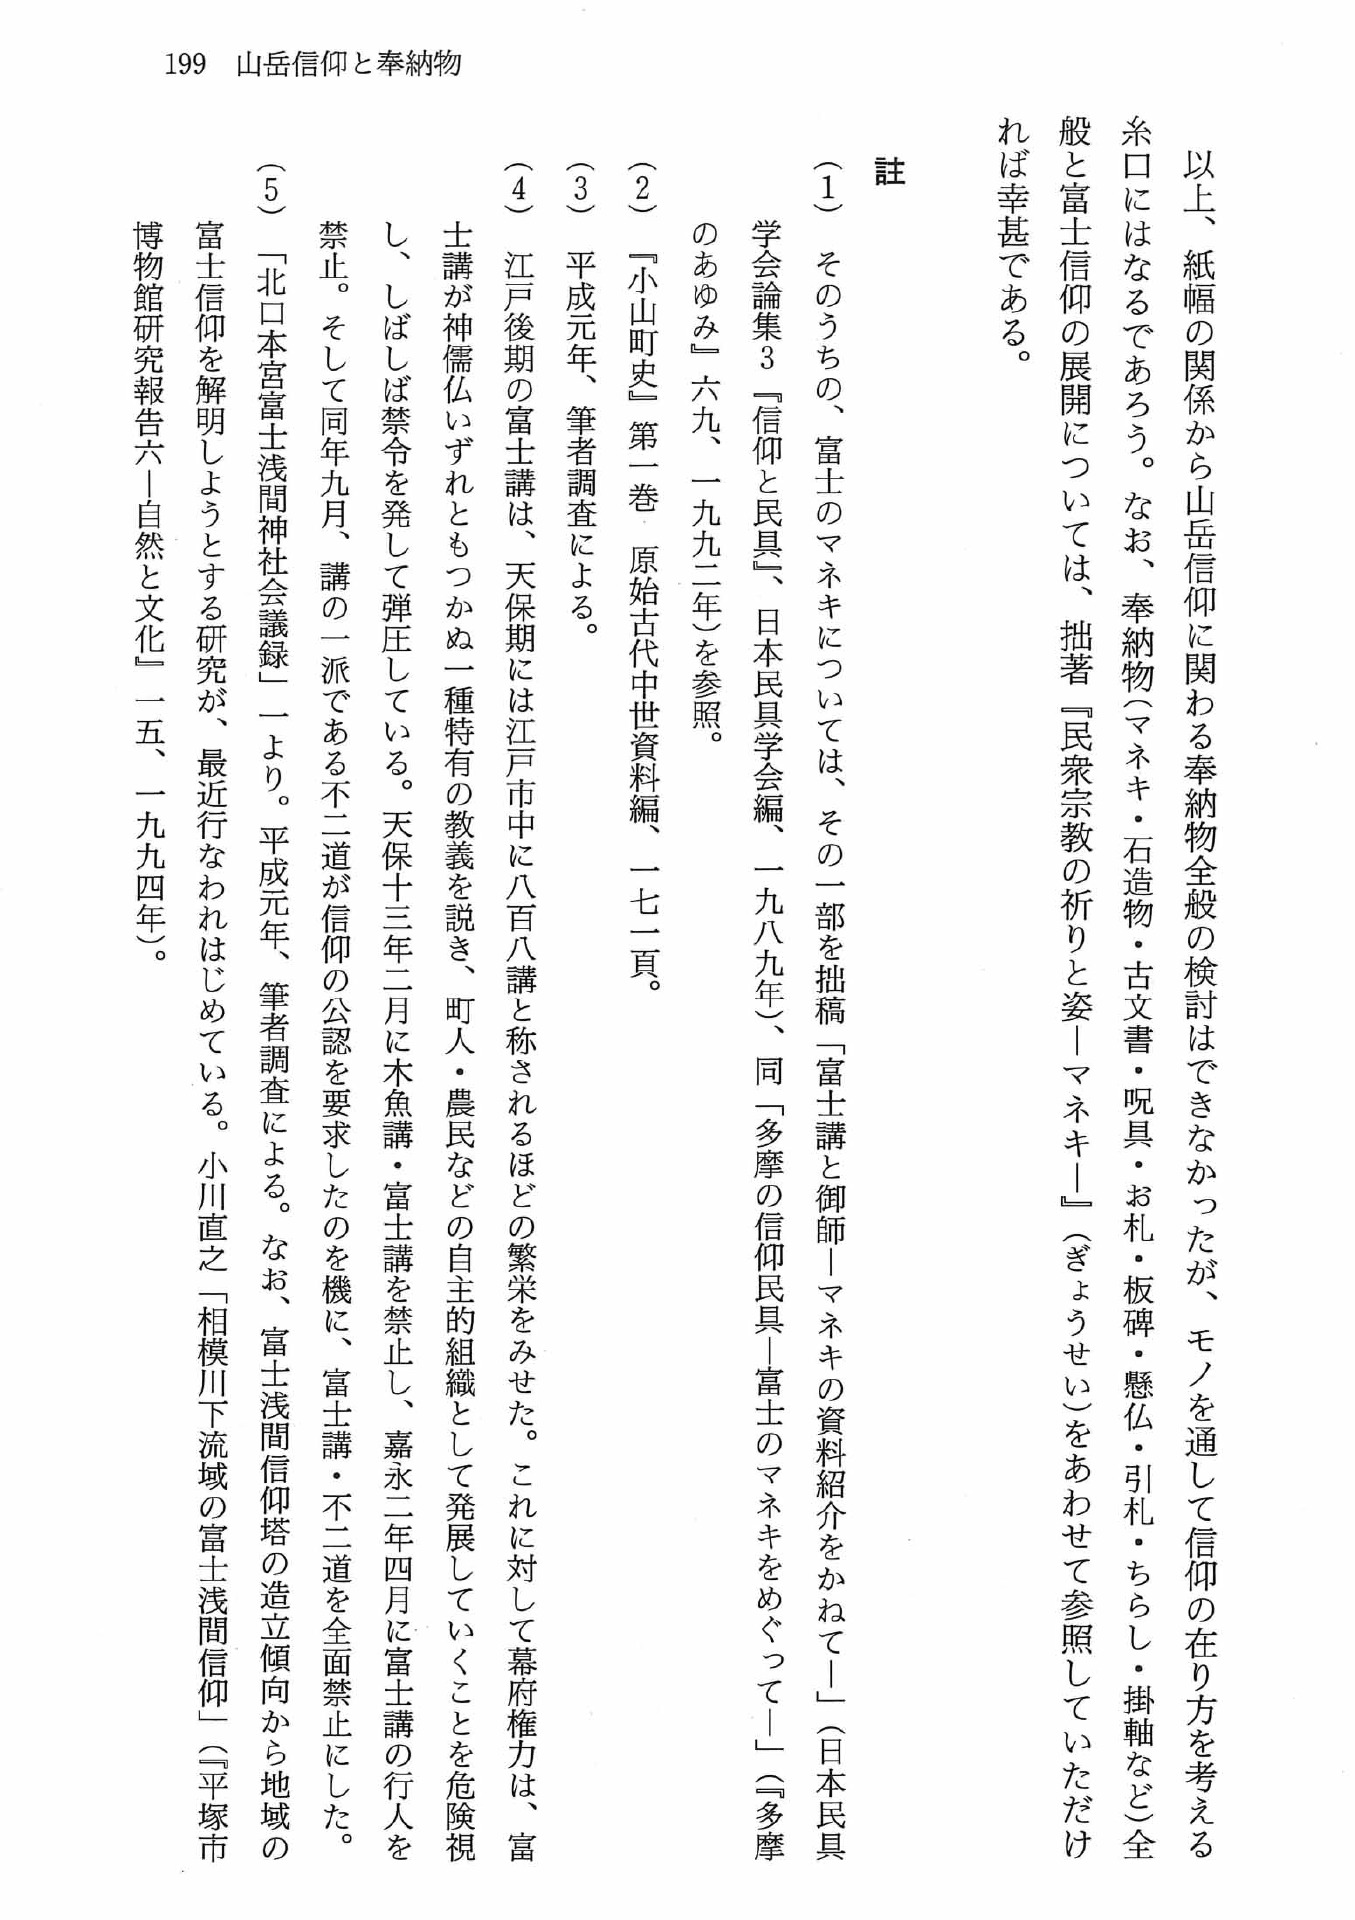 199　山岳信仰と奉納物
以上、紙幅の関係から山岳信仰に関わる奉納物全般の検討はできなかったが、モノを通して信仰の在り方を考える
糸口にはなるであろう。なお、奉納物（マネキ・石造物・古文書・呪具・お札・板碑・懸仏・引札・ちらし・掛軸など）全
般と富士信仰の展開については、拙著『民衆宗教の祈りと姿―マネキ―』（ぎょうせい）をあわせて参照していただけ
れば幸甚である。
註
（1）　そのうちの、富士のマネキについては、その一部を拙稿「富士講と御師―マネキの資料紹介をかねて―」（日本民具
学会論集3『信仰と民具』、日本民具学会編、一九八九年）、同「多摩の信仰民具―富士のマネキをめぐって―」（『多摩
のあゆみ』六九、一九九二年）を参照。
（2）　『小山町史』第一巻　原始古代中世資料編、一七一頁。
（3）　平成元年、筆者調査による。
（4）　江戸後期の富士講は、天保期には江戸市中に八百八講と称されるほどの繁栄をみせた。これに対して幕府権力は、富
士講が神儒仏いずれともつかぬ一種特有の教義を説き、町人・農民などの自主的組織として発展していくことを危険視
し、しばしば禁令を発して弾圧している。天保十三年二月に木魚講・富士講を禁止し、嘉永二年四月に富士講の行人を
禁止。そして同年九月、講の一派である不二道が信仰の公認を要求したのを機に、富士講・不二道を全面禁止にした。
（5）　「北口本宮富士浅間神社会議録」一より。平成元年、筆者調査による。なお、富士浅間信仰塔の造立傾向から地域の
富士信仰を解明しようとする研究が、最近行なわれはじめている。小川直之「相模川下流域の富士浅間信仰」（『平塚市
博物館研究報告六―自然と文化』一五、一九九四年）。